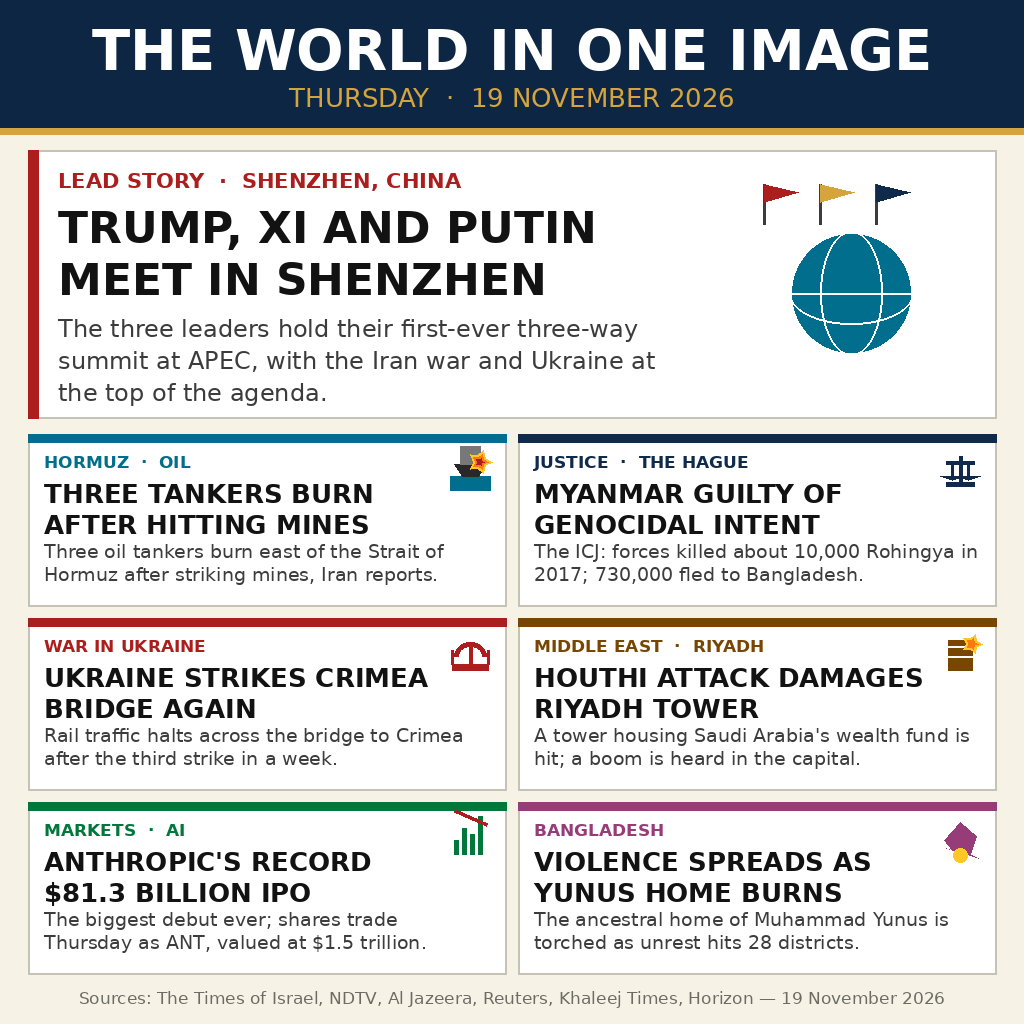 THE WORLD IN ONE IMAGE
THURSDAY · 19 NOVEMBER 2026
LEAD STORY · SHENZHEN, CHINA
TRUMP, XI AND PUTIN
MEET IN SHENZHEN
The three leaders hold their first-ever three-way
summit at APEC, with the Iran war and Ukraine at
the top of the agenda.
HORMUZ · OIL
THREE TANKERS BURN
AFTER HITTING MINES
Three oil tankers burn east of the Strait of
Hormuz after striking mines, Iran reports.
JUSTICE · THE HAGUE
MYANMAR GUILTY OF
GENOCIDAL INTENT
The ICJ: forces killed about 10,000 Rohingya in
2017; 730,000 fled to Bangladesh.
WAR IN UKRAINE
UKRAINE STRIKES CRIMEA
BRIDGE AGAIN
Rail traffic halts across the bridge to Crimea
after the third strike in a week.
MIDDLE EAST · RIYADH
HOUTHI ATTACK DAMAGES
RIYADH TOWER
A tower housing Saudi Arabia's wealth fund is
hit; a boom is heard in the capital.
MARKETS · AI
ANTHROPIC'S RECORD
$81.3 BILLION IPO
The biggest debut ever; shares trade
Thursday as ANT, valued at $1.5 trillion.
BANGLADESH
VIOLENCE SPREADS AS
YUNUS HOME BURNS
The ancestral home of Muhammad Yunus is
torched as unrest hits 28 districts.
Sources: The Times of Israel, NDTV, Al Jazeera, Reuters, Khaleej Times, Horizon — 19 November 2026